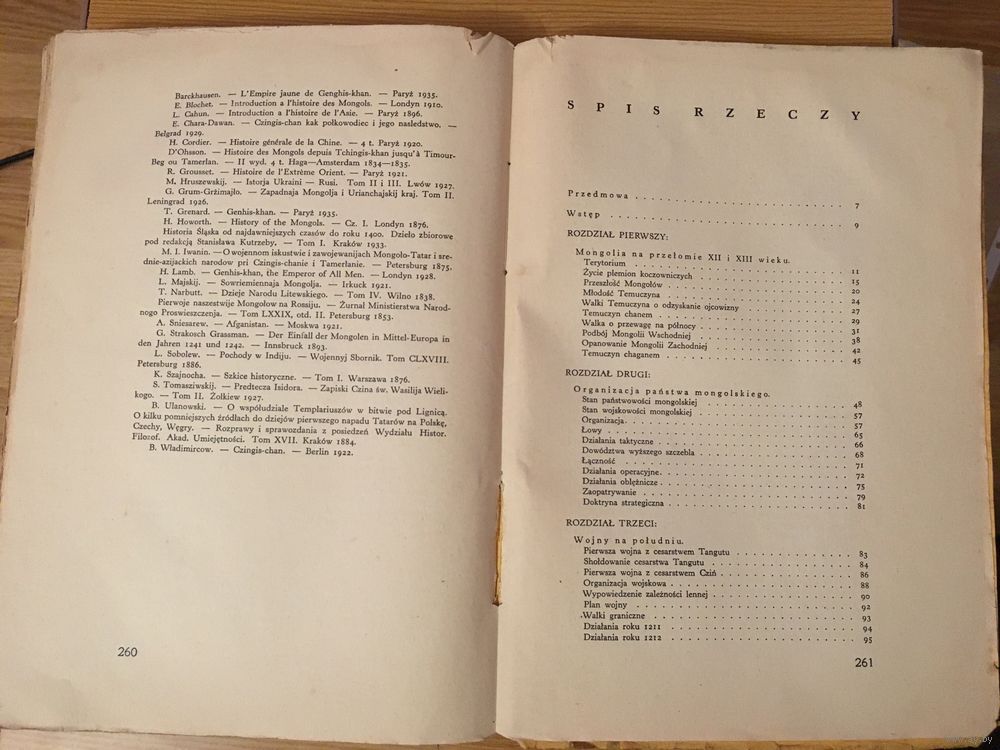 Barckhausen. — L'Empire jaune de Genghis-khan. — Paryż 1935.
E. Blochet. — Introduction a l'histoire des Mongols. — Londyn 1910.
L. Cahun. — Introduction a l'histoire de l'Asie. — Paryż 1896.
E. Chara-Dawan. — Czingis-chan kak połkowodiec i jego nasledstwo. —
Belgrad 1929.
H. Cordier. — Histoire générale de la Chine. — 4 t. Paryż 1920.
D'Ohsson. — Histoire des Mongols depuis Tchingis-khan jusqu'à Timour-
Beg ou Tamerlan. — II wyd. 4 t. Haga—Amsterdam 1834—1835.
R. Grousset. — Histoire de l'Extrème Orient. — Paryż 1921.
M. Hruszewskij. — Istorja Ukraini — Rusi. Tom II i III. Lwów 1927.
G. Grum-Grżimajło. — Zapadnaja Mongolja i Urianchajskij kraj. Tom II.
Leningrad 1926.
T. Grenard. — Genhis-khan. — Paryż 1935.
H. Howorth. — History of the Mongols. — Cz. I. Londyn 1876.
Historia Śląska od najdawniejszych czasów do roku 1400. Dzieło zbiorowe
pod redakcją Stanisława Kutrzeby. — Tom I. Kraków 1933.
M. I. Iwanin. — O wojennom iskustwie i zawojewanijach Mongoło-Tatar i sre-
dnie-azijackich narodow pri Czingis-chanie i Tamerłanie. — Petersburg 1875.
H. Lamb. — Genhis-khan, the Emperor of All Men. — Londyn 1928.
L. Majskij. — Sowriemiennaja Mongolja. — Irkuck 1921.
T. Narbutt. — Dzieje Narodu Litewskiego. — Tom IV. Wilno 1838.
Pierwoje naszestwije Mongołow na Rossiju. — Żurnał Ministerstwa Narod-
nogo Proswieszczenja. — Tom LXXIX, otd. II. Petersburg 1853.
A. Sniesarew. — Afganistan. — Moskwa 1921.
G. Strakosch Grassman. — Der Einfall der Mongolen in Mittel-Europa in
den Jahren 1241 und 1242. — Innsbruck 1893.
L. Sobolew. — Pochody w Indiju. — Wojennyj Sbornik. Tom CLXVIII.
Petersburg 1886.
K. Szajnocha. — Szkice historyczne. — Tom I. Warszawa 1876.
S. Tomasziwskij. — Predtecza Isidora. — Zapiski Czina św. Wasilija Wieli-
kogo. — Tom II. Żółkiew 1927.
B. Ulanowski. — O współudziale Templariuszów w bitwie pod Lignicą.
O kilku pomniejszych źródłach do dziejów pierwszego napadu Tatarów na Polskę,
Czechy, Węgry. — Rozprawy i sprawozdania z posiedzeń Wydziału Histor.
Filozof. Akad. Umiejętności. Tom XVII. Kraków 1884.
B. Władimircow. — Czingis-chan. — Berlin 1922.
260
SPIS RZECZY
Przedmowa . . . . . 7
Wstęp . . . . . 9
ROZDZIAŁ PIERWSZY:
Mongolia na przełomie XII i XIII wieku.
Terytorium . . . . . 11
Życie plemion koczowniczych . . . . . 15
Przeszłość Mongołów . . . . . 20
Młodość Temuczyna . . . . . 24
Walki Temuczyna o odzyskanie ojcowizny . . . . . 27
Temuczyn chanem . . . . . 29
Walka o przewagę na północy . . . . . 31
Podbój Mongolii Wschodniej . . . . . 38
Opanowanie Mongolii Zachodniej . . . . . 42
Temuczyn chaganem . . . . . 45
ROZDZIAŁ DRUGI:
Organizacja państwa mongolskiego.
Stan państwowości mongolskiej . . . . . 48
Stan wojskowości mongolskiej . . . . . 57
Organizacja . . . . . 57
Łowy . . . . . 65
Działania taktyczne . . . . . 66
Dowództwa wyższego szczebla . . . . . 68
Łączność . . . . . 71
Działania operacyjne . . . . . 72
Działania oblężnicze . . . . . 75
Zaopatrywanie . . . . . 79
Doktryna strategiczna . . . . . 81
ROZDZIAŁ TRZECI:
Wojny na południu.
Pierwsza wojna z cesarstwem Tangutu . . . . . 83
Shołdowanie cesarstwa Tangutu . . . . . 84
Pierwsza wojna z cesarstwem Cziń . . . . . 86
Organizacja wojskowa . . . . . 88
Wypowiedzenie zależności lennej . . . . . 90
Plan wojny . . . . . 92
Walki graniczne . . . . . 93
Działania roku 1211 . . . . . 94
Działania roku 1212 . . . . . 95
261